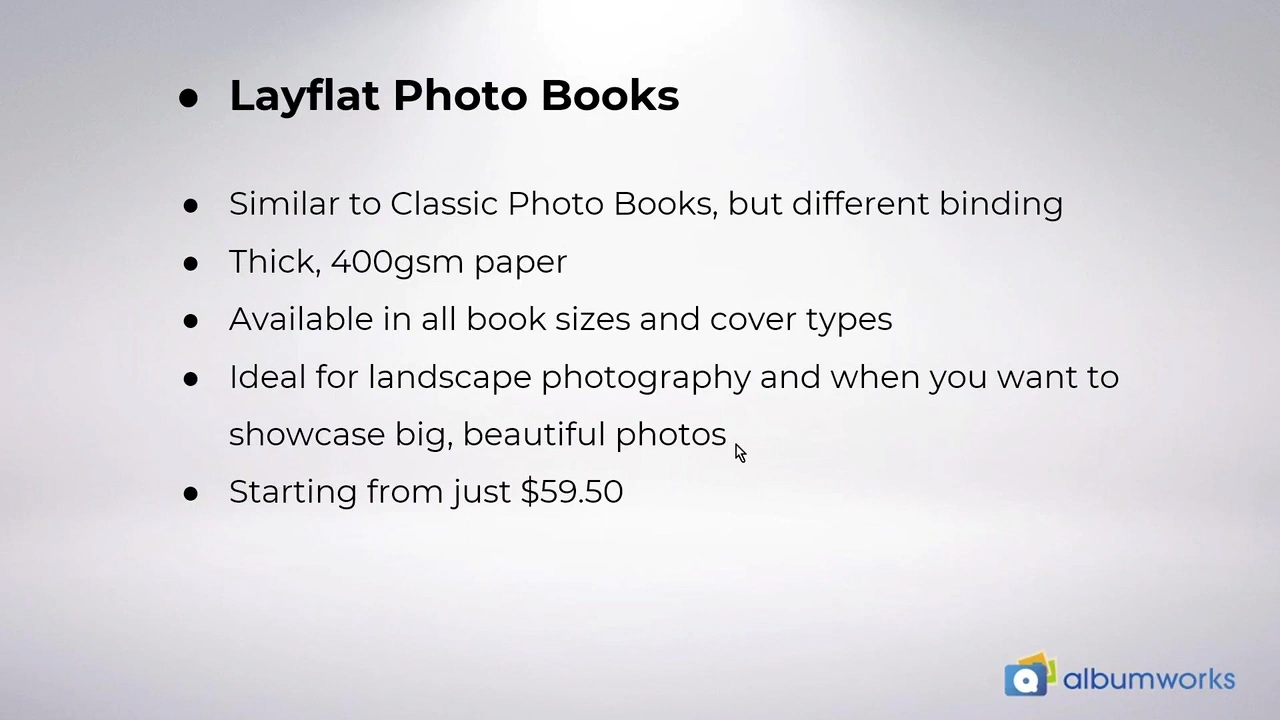 ● Layflat Photo Books
● Similar to Classic Photo Books, but different binding
● Thick, 400gsm paper
● Available in all book sizes and cover types
● Ideal for landscape photography and when you want to
showcase big, beautiful photos
● Starting from just $59.50
a albumworks